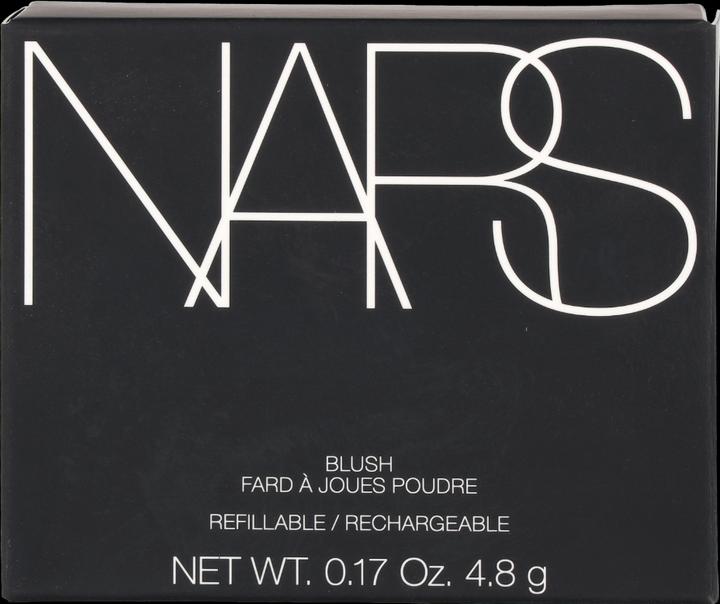 NARS
BLUSH
FARD À JOUES POUDRE
REFILLABLE / RECHARGEABLE
NET WT. 0.17 Oz. 4.8 g